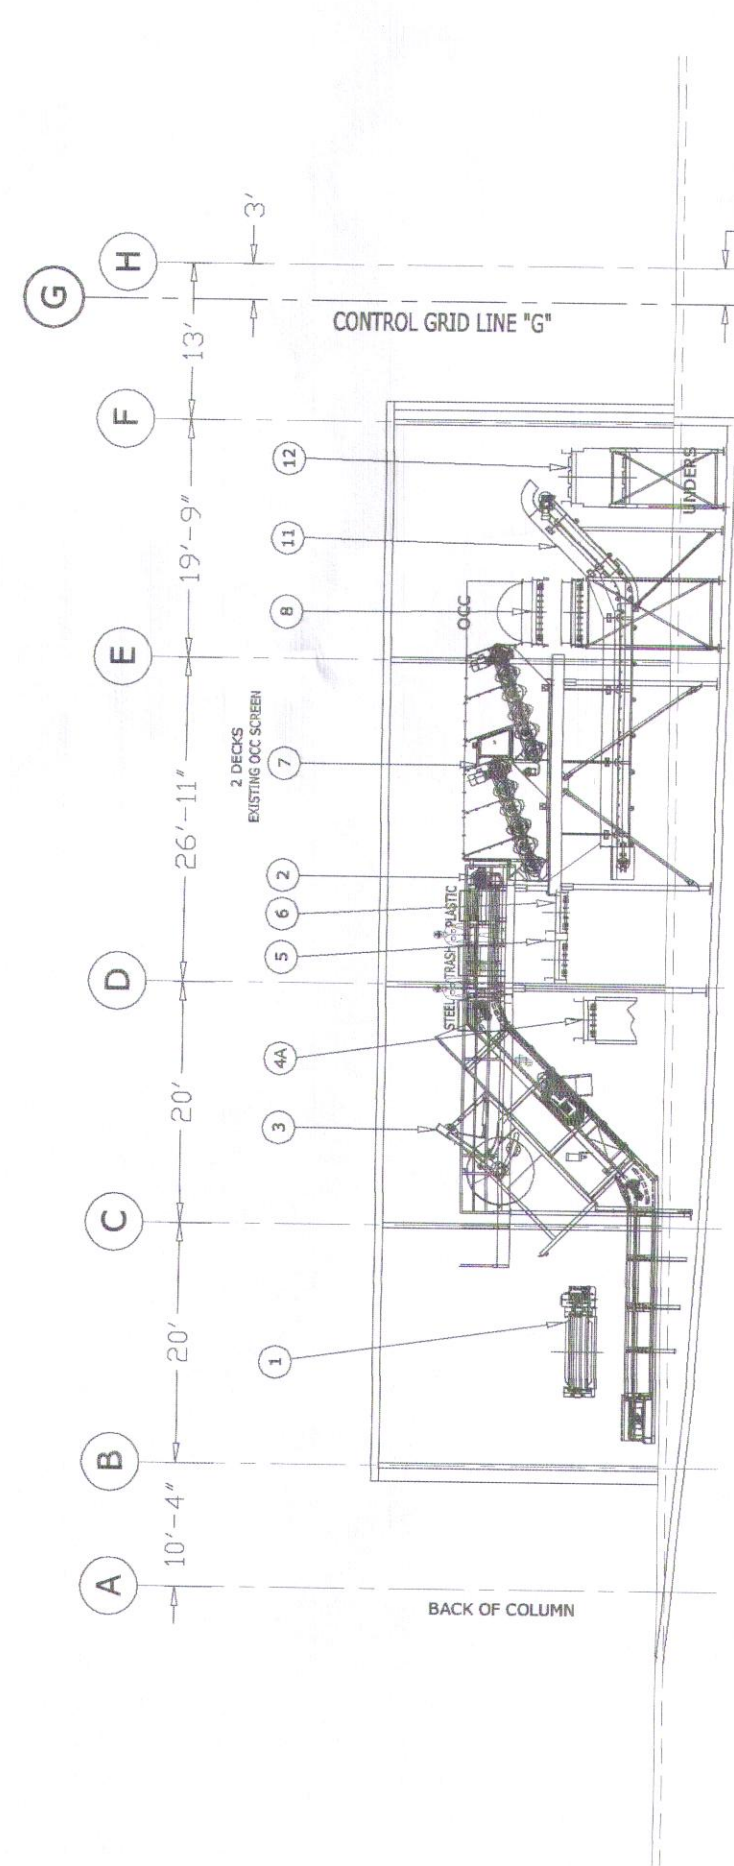 A
B
C
D
E
F
G
H
10'-4"
20'
20'
26'-11"
19'-9"
13'
3'
CONTROL GRID LINE "G"
2 DECKS
EXISTING OCC SCREEN
1
3
4A
5
6
2
7
8
11
12
STEEL
TRASH
PLASTIC
OCC
UNDERS
BACK OF COLUMN